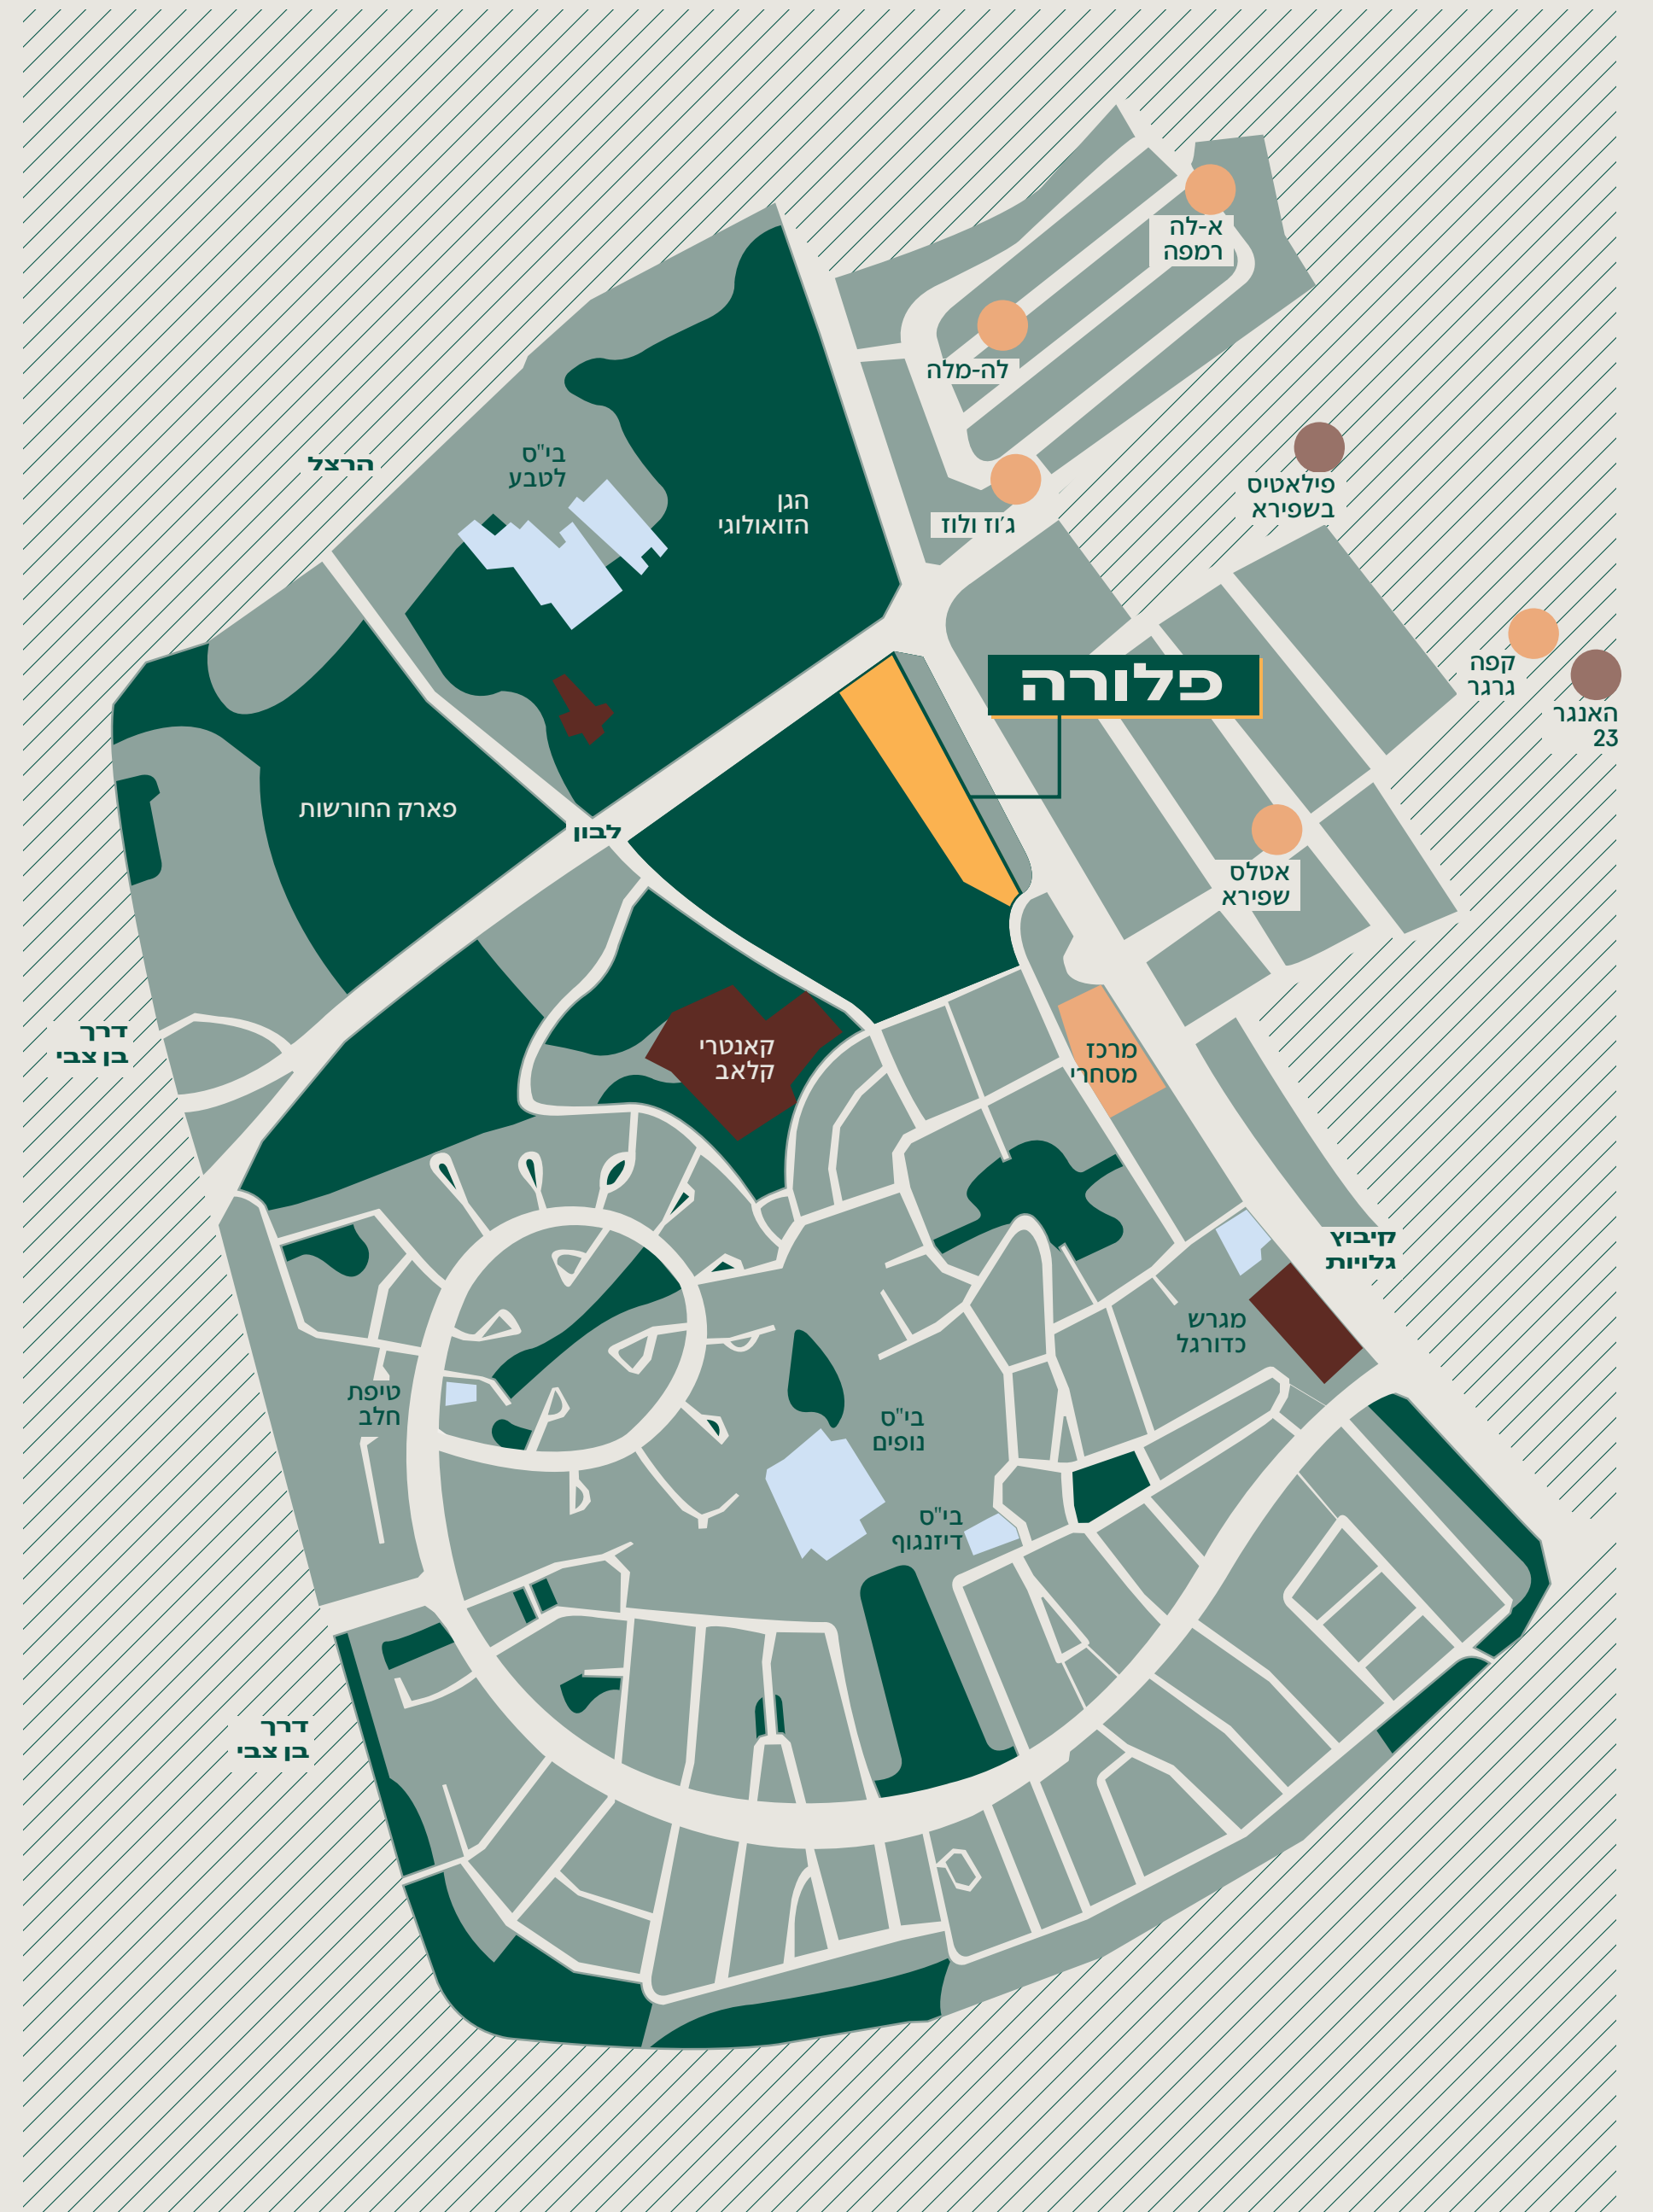 א-לה
רמפה
לה-מלה
הרצל
בי"ס
לטבע
הגן
הזואולוגי
ג'וז ולוז
פילאטיס
בשפירא
פלורה
קפה
גרגר
האנגר
23
פארק החורשות
לבון
אטלס
שפירא
דרך
בן צבי
קאנטרי
קלאב
מרכז
מסחרי
קיבוץ
גלויות
מגרש
כדורגל
טיפת
חלב
בי"ס
נופים
בי"ס
דיזנגוף
דרך
בן צבי